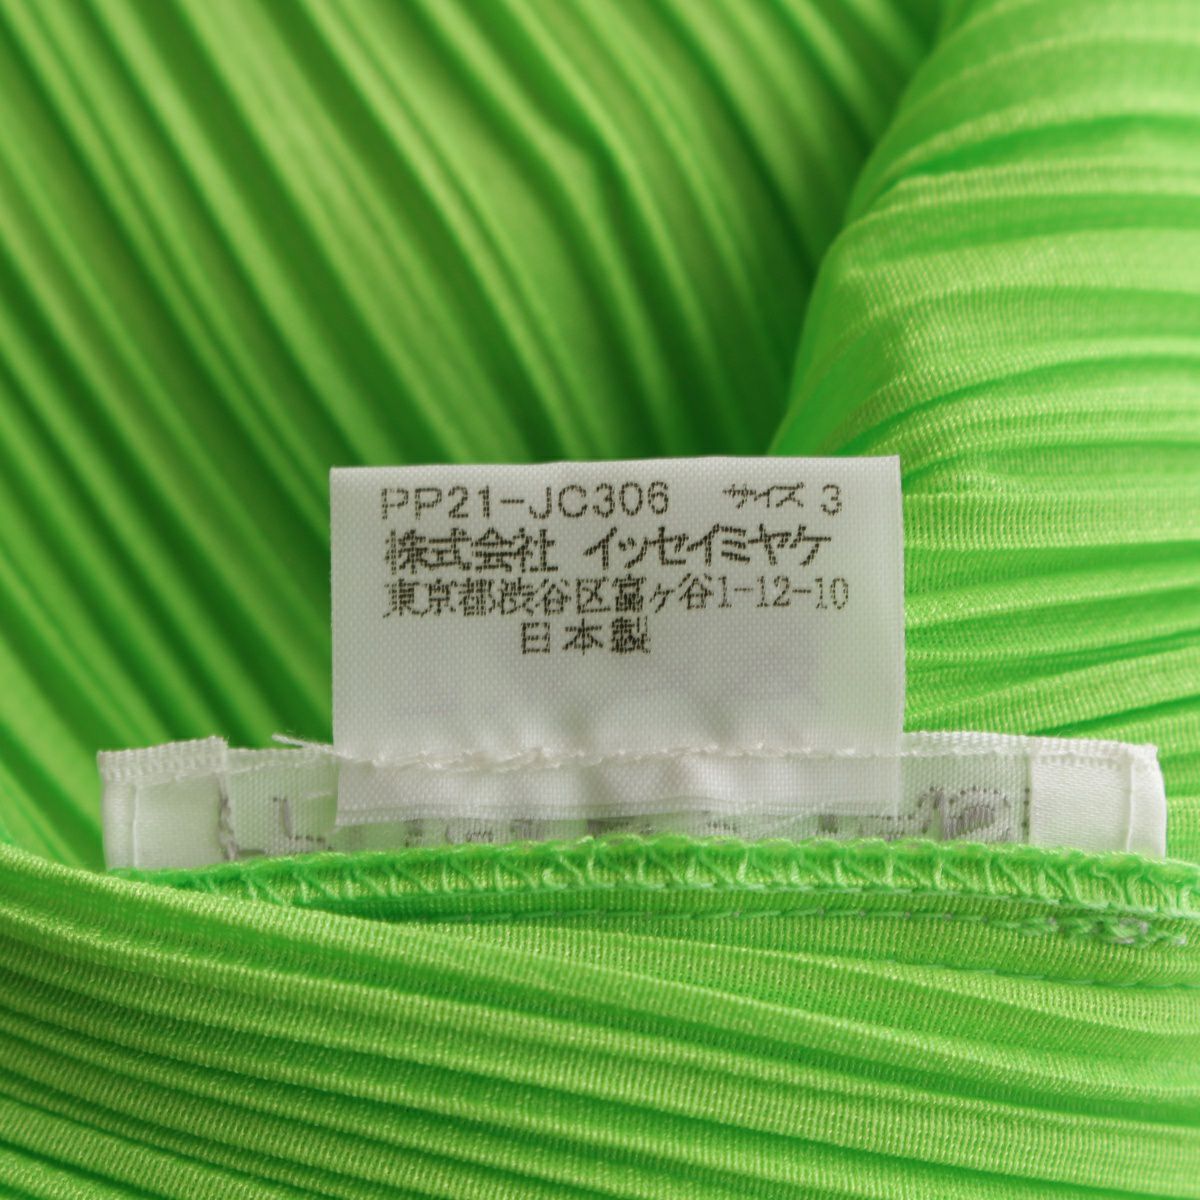 PP21-JC306 サイズ 3
株式会社 イッセイミヤケ
東京都渋谷区富ヶ谷1-12-10
日本製